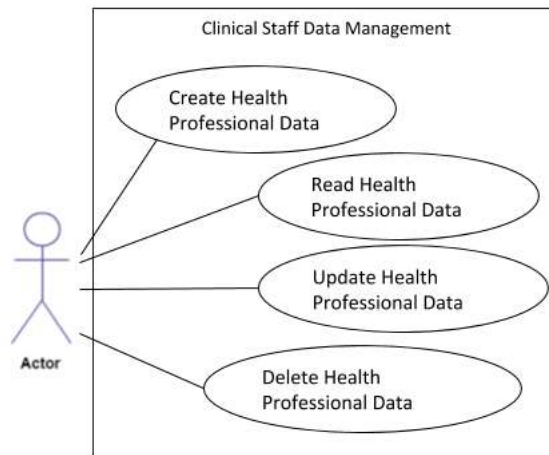 Clinical Staff Data Management
Create Health
Professional Data
Read Health
Professional Data
Update Health
Professional Data
Actor
Delete Health
Professional Data